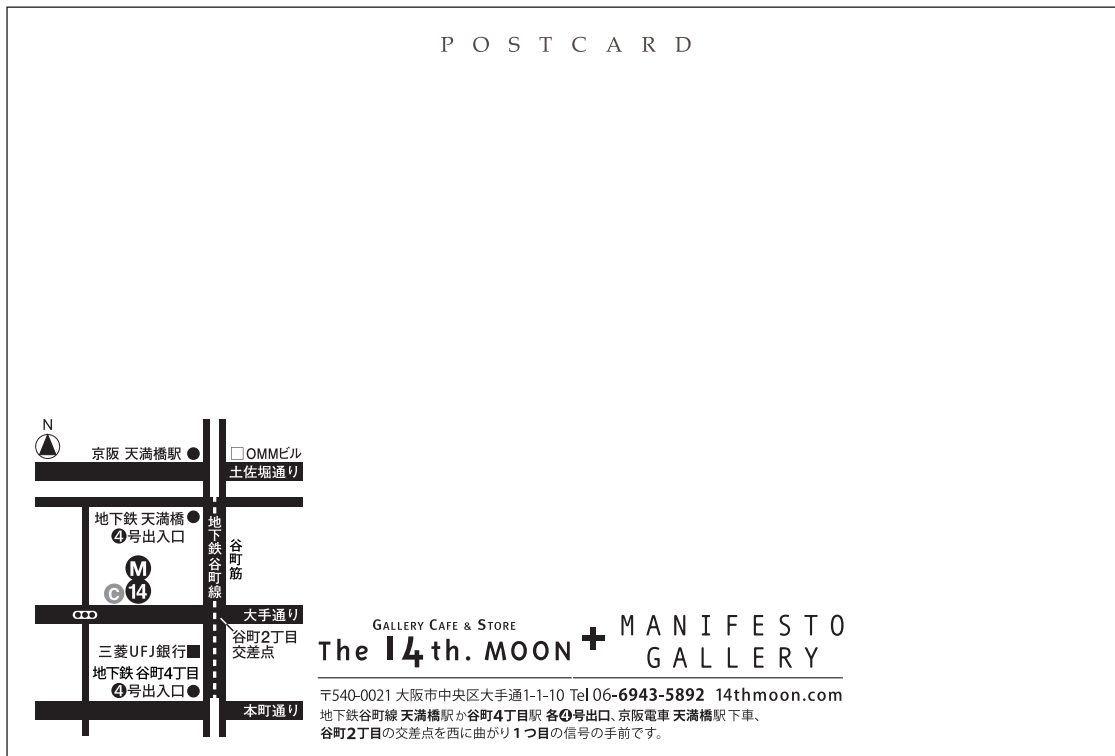 POSTCARD
N
京阪 天満橋駅 ● □OMMビル
土佐堀通り
地下鉄 天満橋●
❹号出入口
地下鉄谷町線
谷町筋
M
C 14
大手通り
谷町2丁目
交差点
三菱UFJ銀行■
地下鉄 谷町4丁目
❹号出入口●
本町通り
GALLERY CAFE & STORE
The 14th. MOON + MANIFESTO
GALLERY
〒540-0021 大阪市中央区大手通1-1-10 Tel 06-6943-5892 14thmoon.com
地下鉄谷町線 天満橋駅か谷町4丁目駅 各❹号出口、京阪電車 天満橋駅下車、
谷町2丁目の交差点を西に曲がり1つ目の信号の手前です。